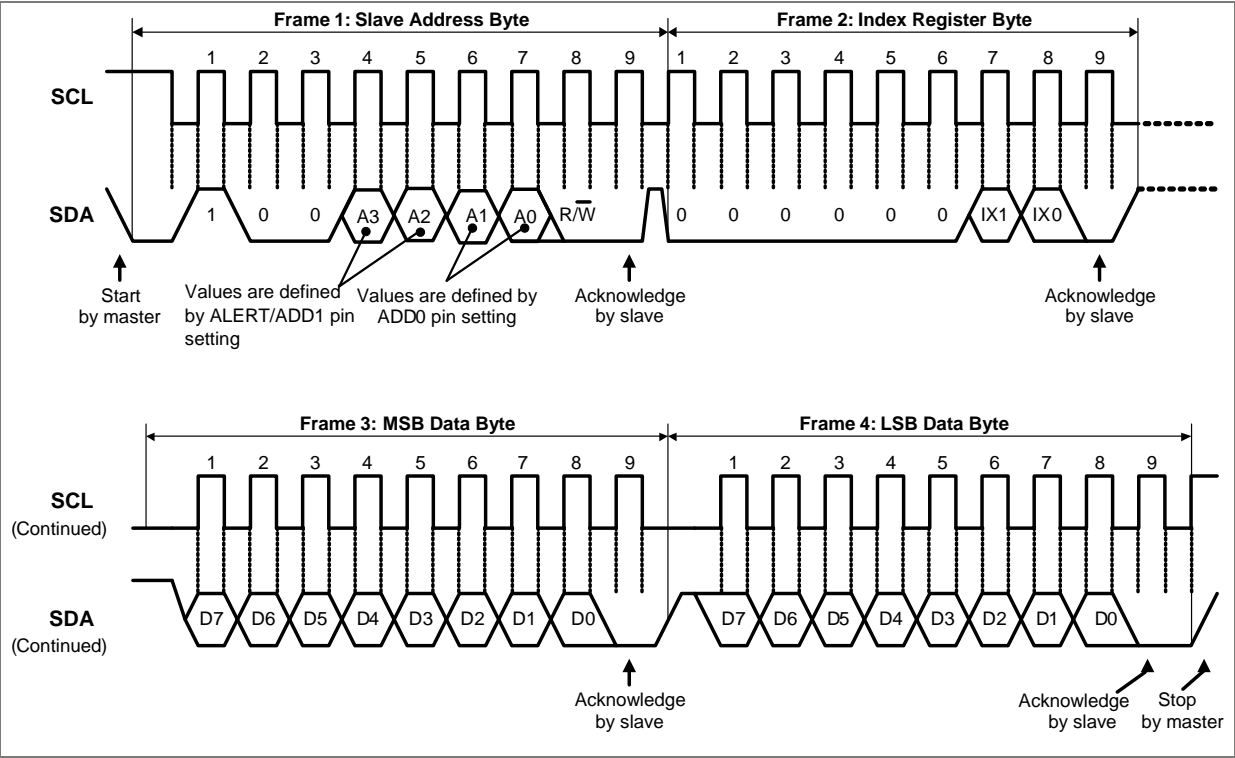 Frame 1: Slave Address Byte
Frame 2: Index Register Byte
1 2 3 4 5 6 7 8 9 1 2 3 4 5 6 7 8 9
SCL
SDA
1 0 0 A3 A2 A1 A0 R/W̅ 0 0 0 0 0 0 IX1 IX0
Start
by master
Values are defined
by ALERT/ADD1 pin
setting
Values are defined by
ADD0 pin setting
Acknowledge
by slave
Acknowledge
by slave
Frame 3: MSB Data Byte
Frame 4: LSB Data Byte
1 2 3 4 5 6 7 8 9 1 2 3 4 5 6 7 8 9
SCL
(Continued)
SDA
(Continued)
D7 D6 D5 D4 D3 D2 D1 D0 D7 D6 D5 D4 D3 D2 D1 D0
Acknowledge
by slave
Acknowledge
by slave
Stop
by master